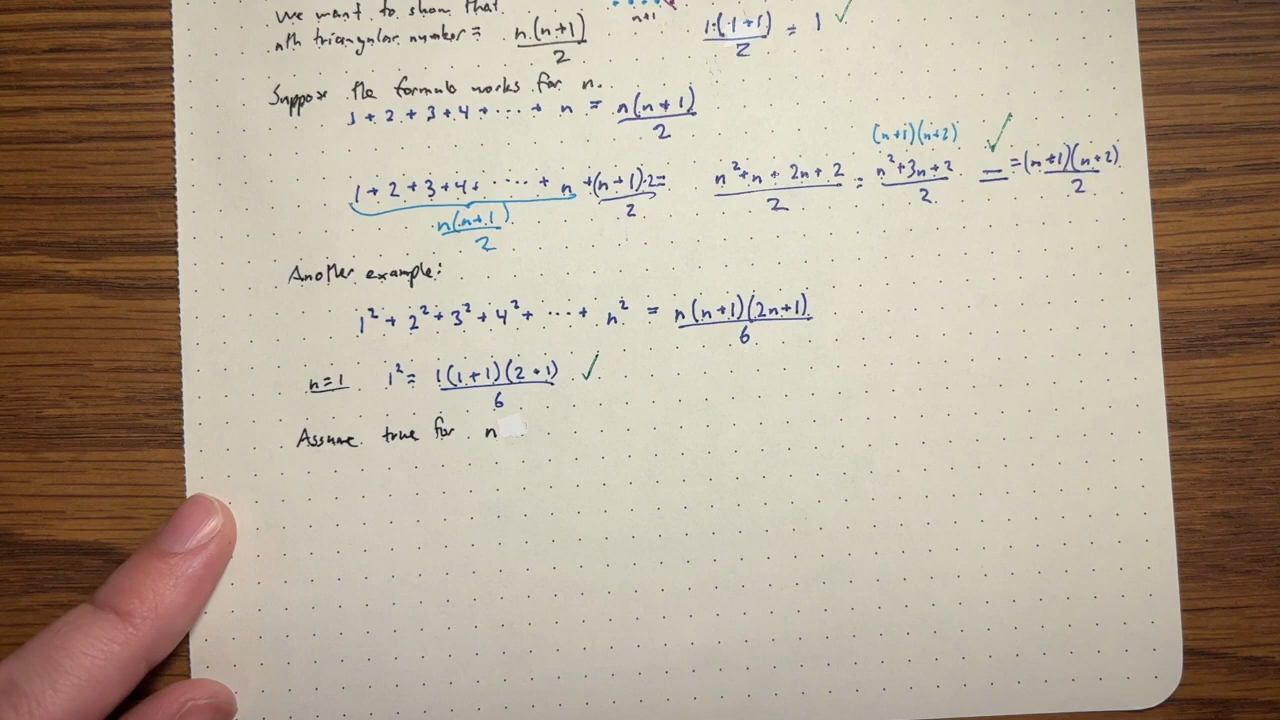 we want to show that
nth triangular number = n(n+1)/2
n+1
1·(1+1)/2 = 1 ✓
Suppose the formula works for n.
1 + 2 + 3 + 4 + ... + n = n(n+1)/2
1 + 2 + 3 + 4 + ... + n + (n+1)·2/2 = n²+n+2n+2/2 = n²+3n+2/2 = (n+1)(n+2)/2
(n+1)(n+2) ✓
n(n+1)/2
Another example:
1² + 2² + 3² + 4² + ... + n² = n(n+1)(2n+1)/6
n=1 1² = 1(1+1)(2+1)/6 ✓
Assume true for n